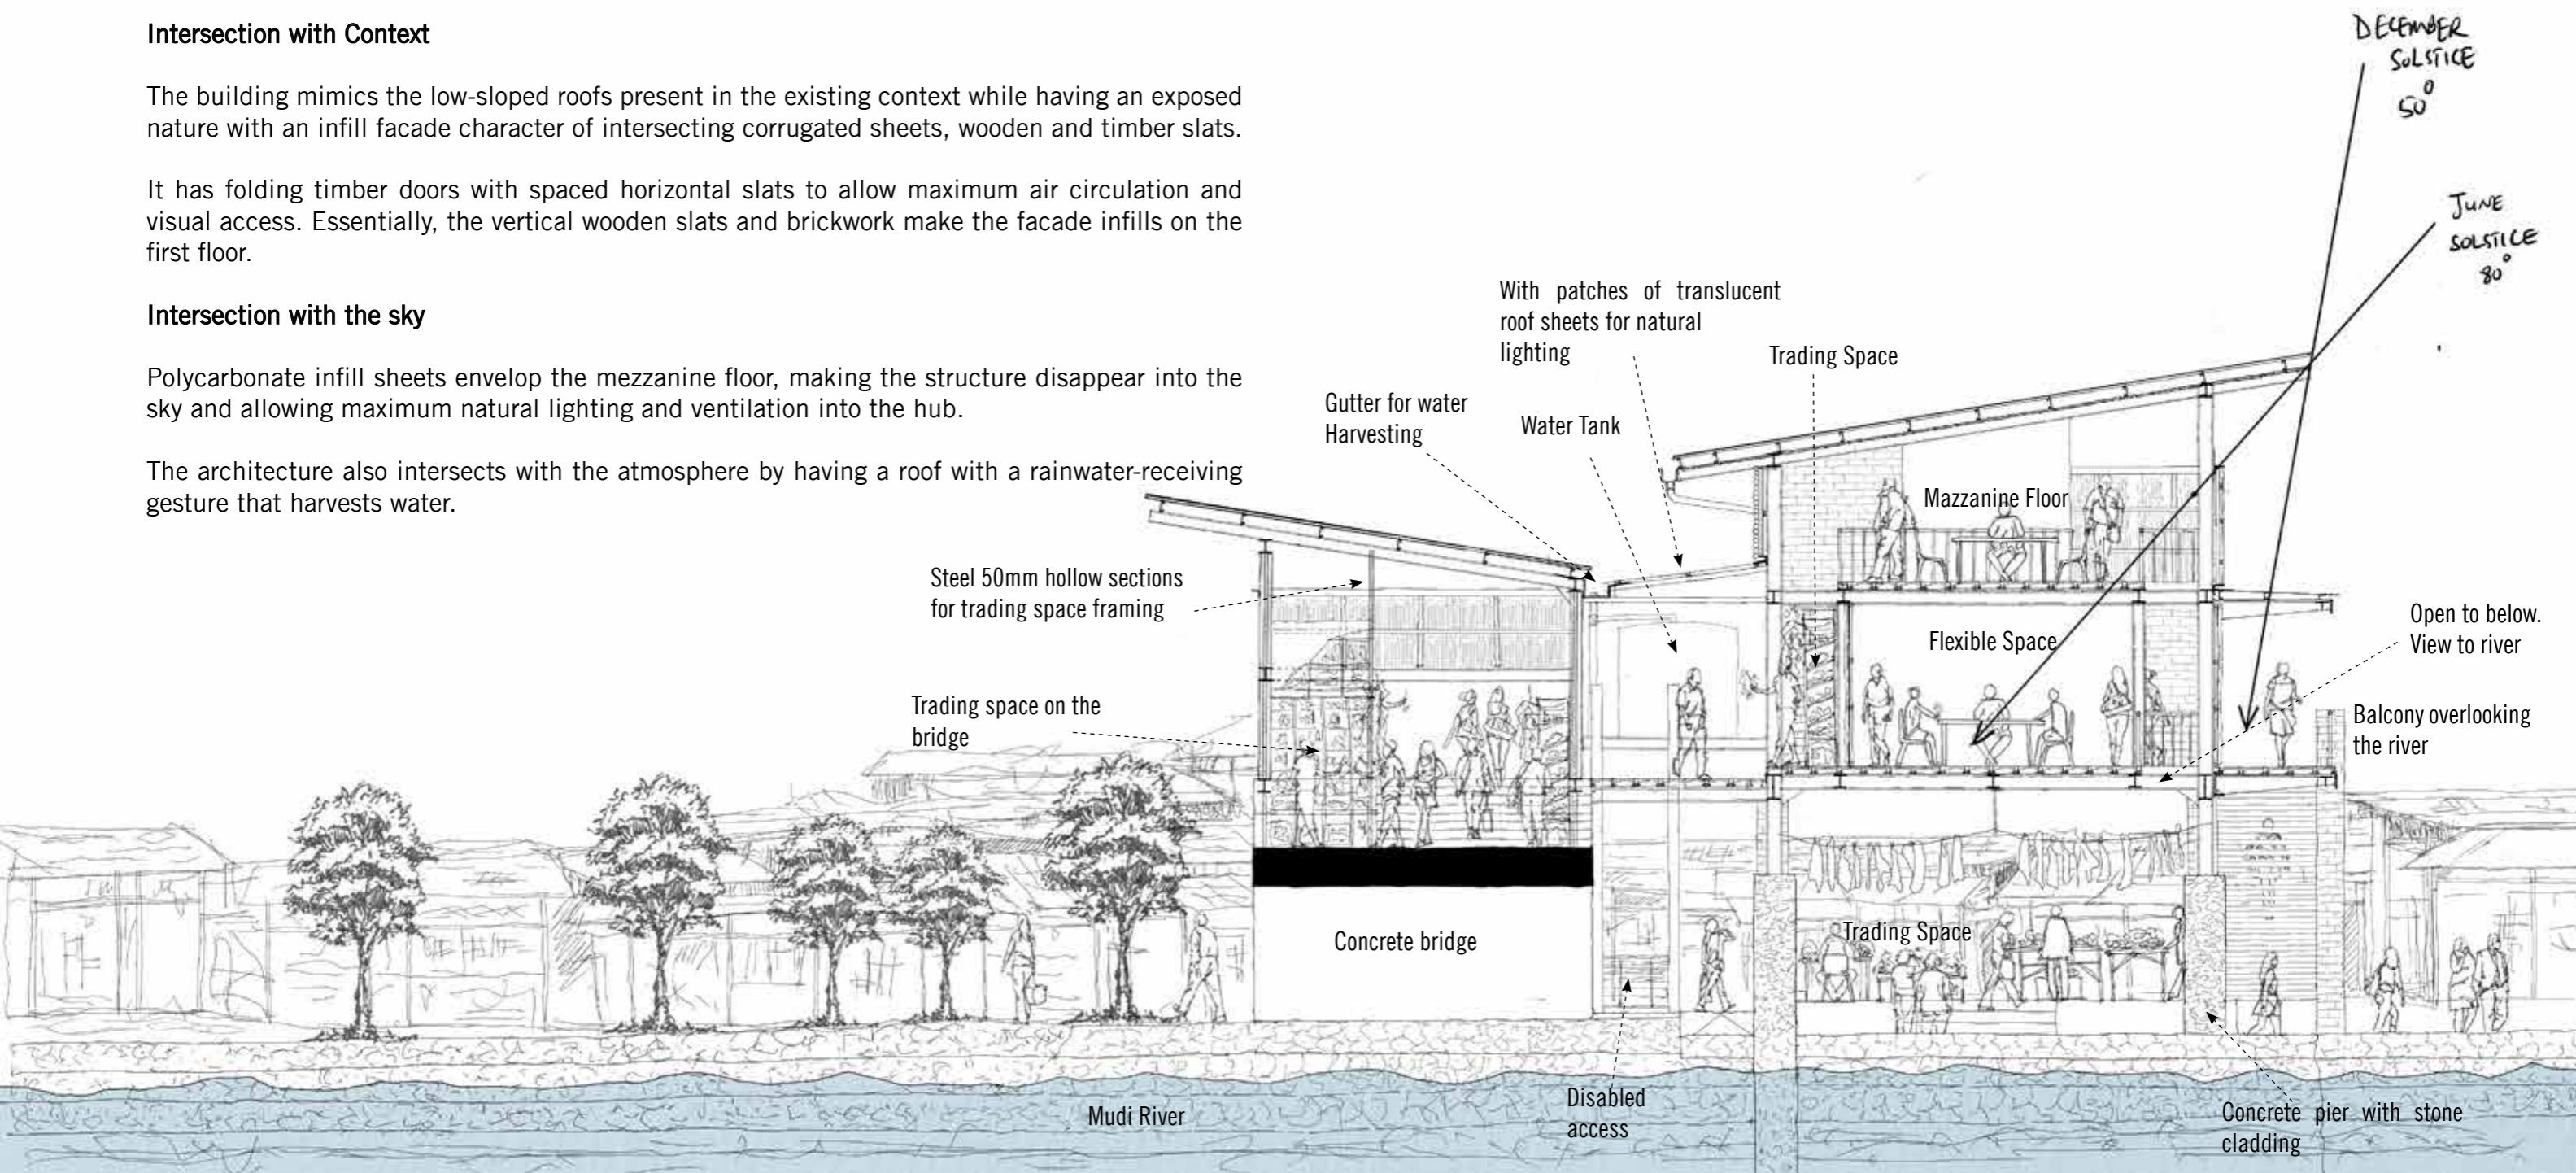 Intersection with Context
The building mimics the low-sloped roofs present in the existing context while having an exposed
nature with an infill facade character of intersecting corrugated sheets, wooden and timber slats.
It has folding timber doors with spaced horizontal slats to allow maximum air circulation and
visual access. Essentially, the vertical wooden slats and brickwork make the facade infills on the
first floor.
Intersection with the sky
Polycarbonate infill sheets envelop the mezzanine floor, making the structure disappear into the
sky and allowing maximum natural lighting and ventilation into the hub.
The architecture also intersects with the atmosphere by having a roof with a rainwater-receiving
gesture that harvests water.
DECEMBER
SOLSTICE
50°
JUNE
SOLSTICE
80°
With patches of translucent
roof sheets for natural
lighting
Trading Space
Gutter for water
Harvesting
Water Tank
Mazzanine Floor
Steel 50mm hollow sections
for trading space framing
Flexible Space
Open to below.
View to river
Trading space on the
bridge
Balcony overlooking
the river
Concrete bridge
Trading Space
Disabled
access
Mudi River
Concrete pier with stone
cladding